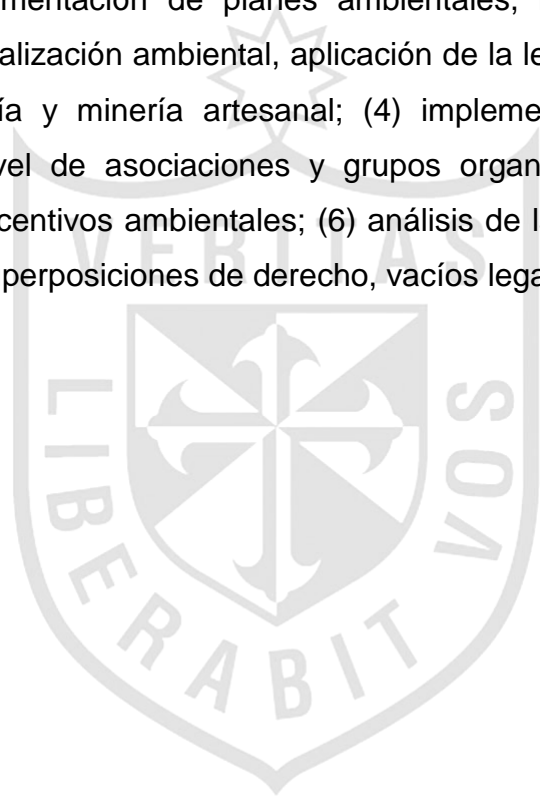 mentación de planes ambientales;
alización ambiental, aplicación de la le
ía y minería artesanal; (4) impleme
vel de asociaciones y grupos organ
centivos ambientales; (6) análisis de l
perposiciones de derecho, vacíos lega
VERITAS
LIBERABIT VOS